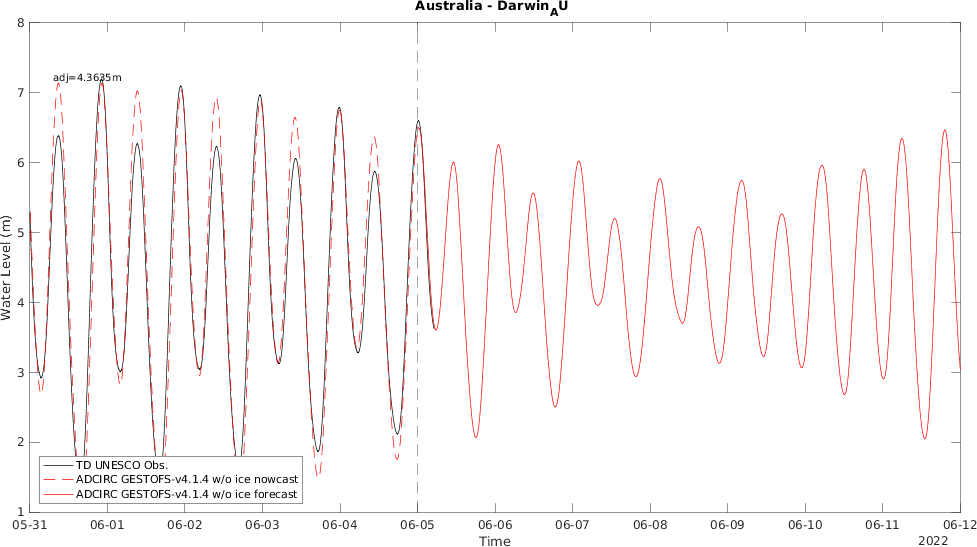 Australia - Darwin_AU
adj=4.3635m
8
7
6
5
4
3
2
1
Water Level (m)
TD UNESCO Obs.
ADCIRC GESTOFS-v4.1.4 w/o ice nowcast
ADCIRC GESTOFS-v4.1.4 w/o ice forecast
05-31 06-01 06-02 06-03 06-04 06-05 06-06 06-07 06-08 06-09 06-10 06-11 06-12
Time
2022